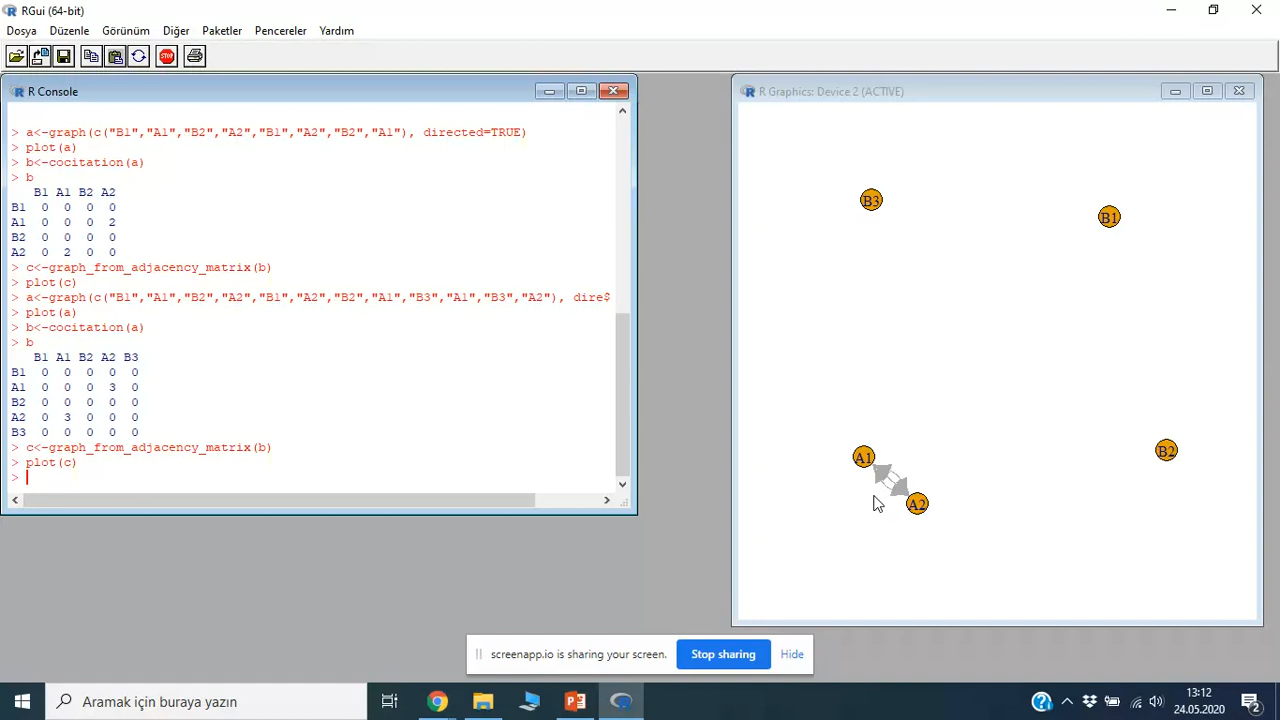 RGui (64-bit)
Dosya Düzenle Görünüm Diğer Paketler Pencereler Yardım
STOP
R Console
> a<-graph(c("B1","A1","B2","A2","B1","A2","B2","A1"), directed=TRUE)
> plot(a)
> b<-cocitation(a)
> b
B1 A1 B2 A2
B1 0 0 0 0
A1 0 0 0 2
B2 0 0 0 0
A2 0 2 0 0
> c<-graph_from_adjacency_matrix(b)
> plot(c)
> a<-graph(c("B1","A1","B2","A2","B1","A2","B2","A1","B3","A1","B3","A2"), dire$
> plot(a)
> b<-cocitation(a)
> b
B1 A1 B2 A2 B3
B1 0 0 0 0 0
A1 0 0 0 3 0
B2 0 0 0 0 0
A2 0 3 0 0 0
B3 0 0 0 0 0
> c<-graph_from_adjacency_matrix(b)
> plot(c)
>
R Graphics: Device 2 (ACTIVE)
B3
B1
A1
B2
A2
screenapp.io is sharing your screen. Stop sharing Hide
Aramak için buraya yazın
13:12
24.05.2020
2